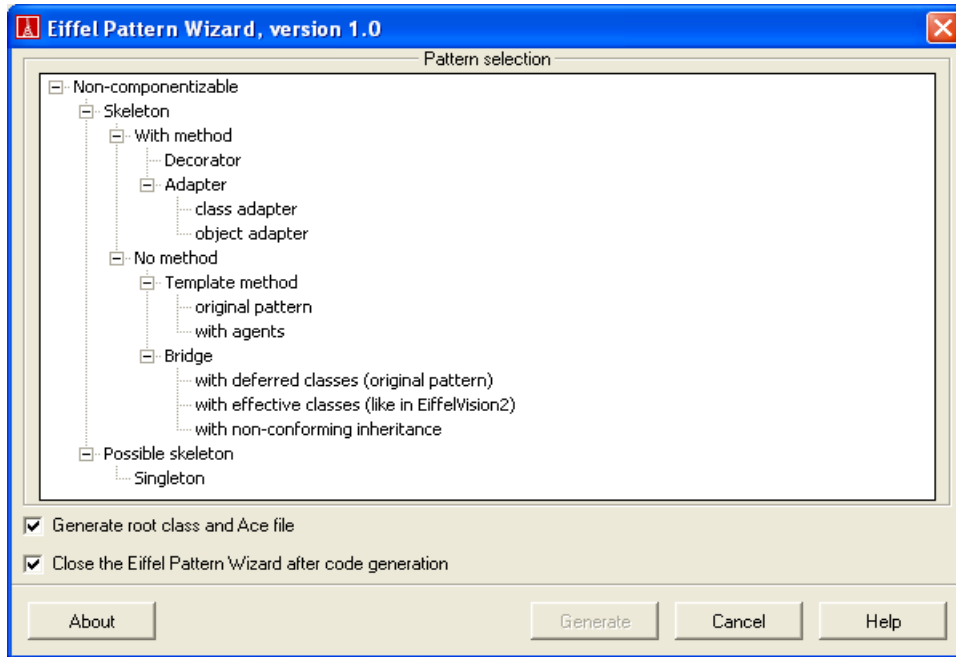 Eiffel Pattern Wizard, version 1.0
Pattern selection
Non-componentizable
Skeleton
With method
Decorator
Adapter
class adapter
object adapter
No method
Template method
original pattern
with agents
Bridge
with deferred classes (original pattern)
with effective classes (like in EiffelVision2)
with non-conforming inheritance
Possible skeleton
Singleton
Generate root class and Ace file
Close the Eiffel Pattern Wizard after code generation
About Generate Cancel Help